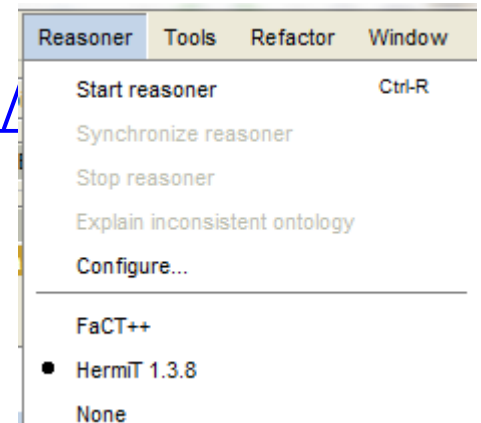 Reasoner Tools Refactor Window
Start reasoner Ctrl-R
Synchronize reasoner
Stop reasoner
Explain inconsistent ontology
Configure...
FaCT++
HermiT 1.3.8
None